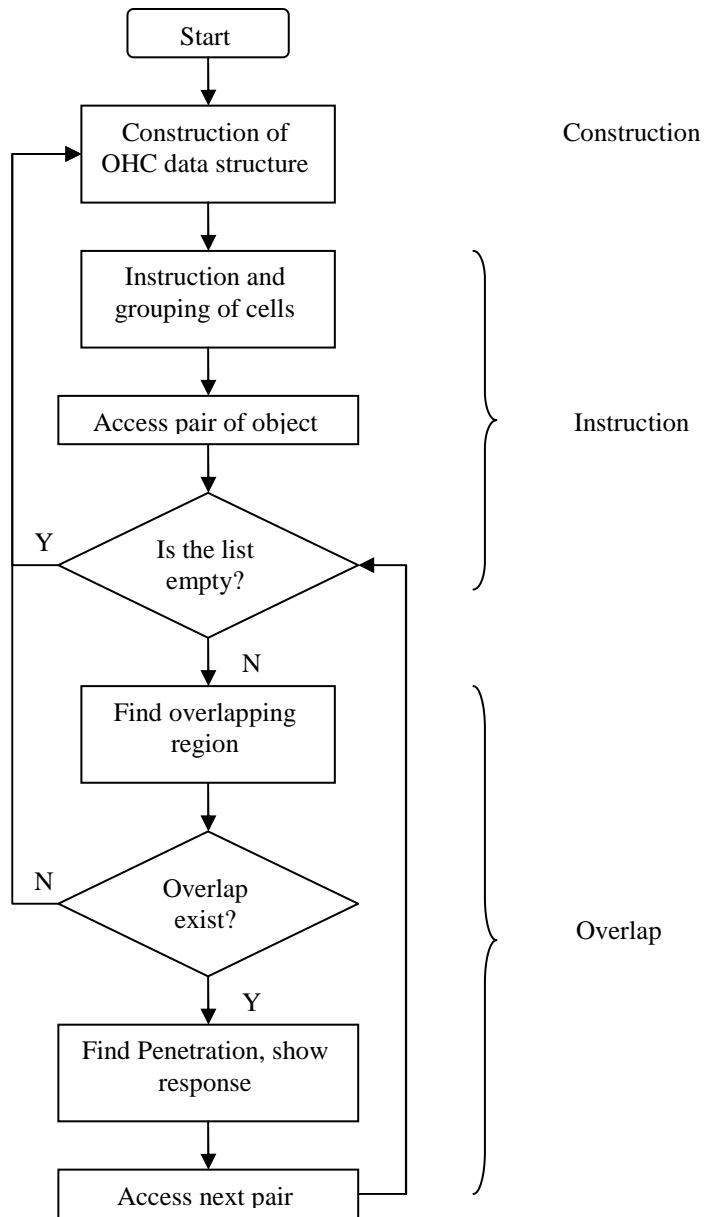 Start
Construction of
OHC data structure
Construction
Instruction and
grouping of cells
Access pair of object
Instruction
Y
Is the list
empty?
N
Find overlapping
region
N
Overlap
exist?
Overlap
Y
Find Penetration, show
response
Access next pair